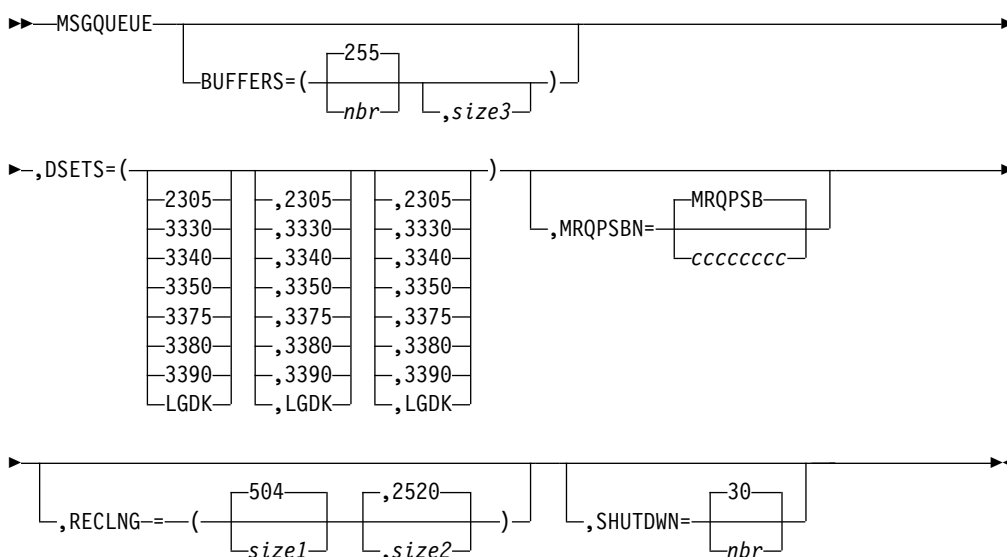 MSGQUEUE
255
BUFFERS=( )
nbr ,size3
,DSETS=( )
2305 ,2305 ,2305 MRQPSB
3330 ,3330 ,3330 ,MRQPSBN=
3340 ,3340 ,3340 cccccccc
3350 ,3350 ,3350
3375 ,3375 ,3375
3380 ,3380 ,3380
3390 ,3390 ,3390
LGDK ,LGDK ,LGDK
504 ,2520 30
,RECLNG = ( ) ,SHUTDWN=
size1 ,size2 nbr